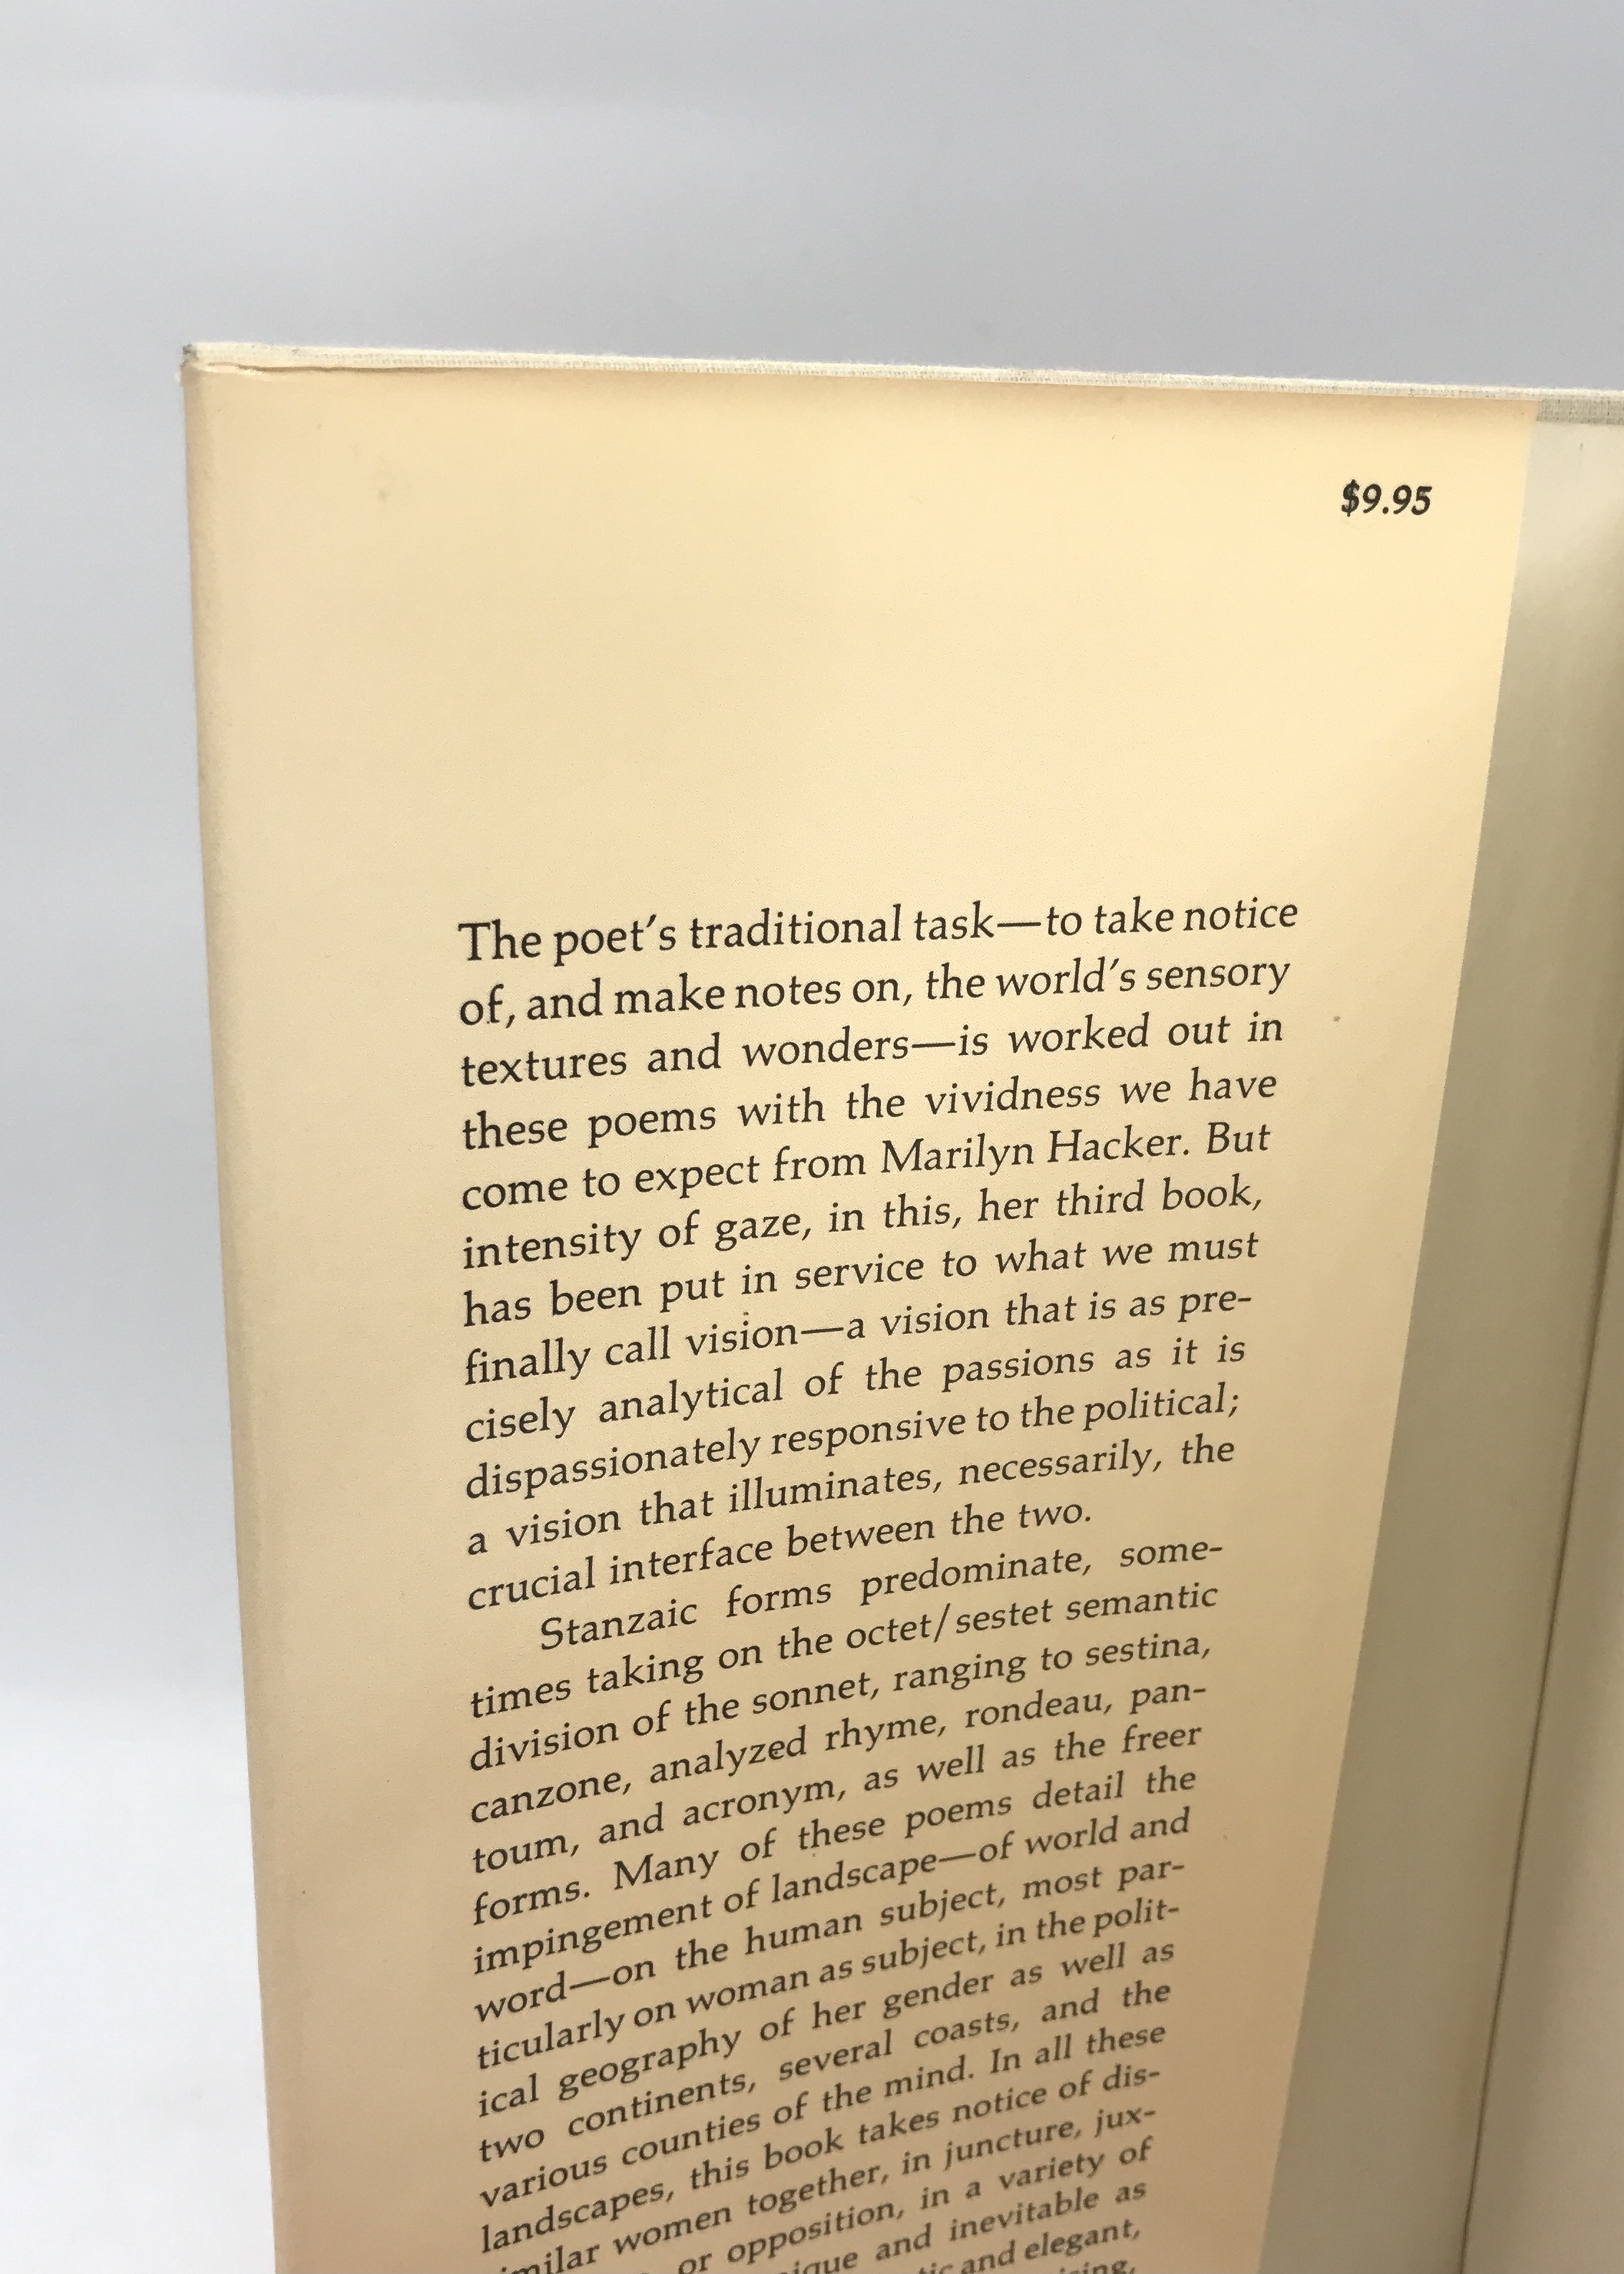 $9.95
The poet's traditional task—to take notice
of, and make notes on, the world's sensory
textures and wonders—is worked out in
these poems with the vividness we have
come to expect from Marilyn Hacker. But
intensity of gaze, in this, her third book,
has been put in service to what we must
finally call vision—a vision that is as pre-
cisely analytical of the passions as it is
dispassionately responsive to the political;
a vision that illuminates, necessarily, the
crucial interface between the two.
Stanzaic forms predominate, some-
times taking on the octet/sestet semantic
division of the sonnet, ranging to sestina,
canzone, analyzed rhyme, rondeau, pan-
toum, and acronym, as well as the freer
forms. Many of these poems detail the
impingement of landscape—of world and
word—on the human subject, most par-
ticularly on woman as subject, in the polit-
ical geography of her gender as well as
two continents, several coasts, and the
various counties of the mind. In all these
landscapes, this book takes notice of dis-
similar women together, in juncture, jux-
or opposition, in a variety of
and inevitable as
and elegant,